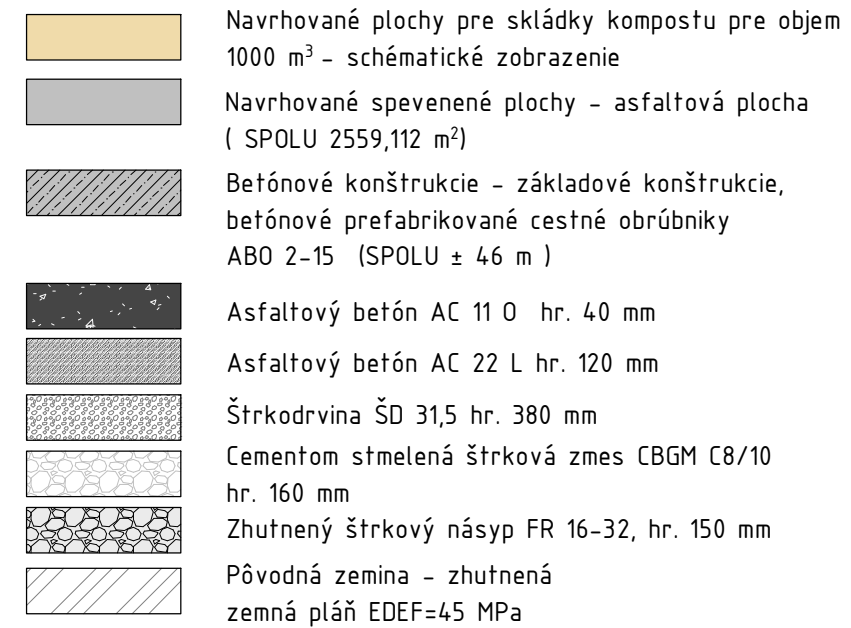 Navrhované plochy pre skládky kompostu pre objem
1000 m³ - schématické zobrazenie
Navrhované spevenené plochy - asfaltová plocha
( SPOLU 2559,112 m²)
Betónové konštrukcie - základové konštrukcie,
betónové prefabrikované cestné obrúbniky
ABO 2-15 (SPOLU ± 46 m )
Asfaltový betón AC 11 O hr. 40 mm
Asfaltový betón AC 22 L hr. 120 mm
Štrkodrvina ŠD 31,5 hr. 380 mm
Cementom stmelená štrková zmes CBGM C8/10
hr. 160 mm
Zhutnený štrkový násyp FR 16-32, hr. 150 mm
Pôvodná zemina - zhutnená
zemná pláň EDEF=45 MPa